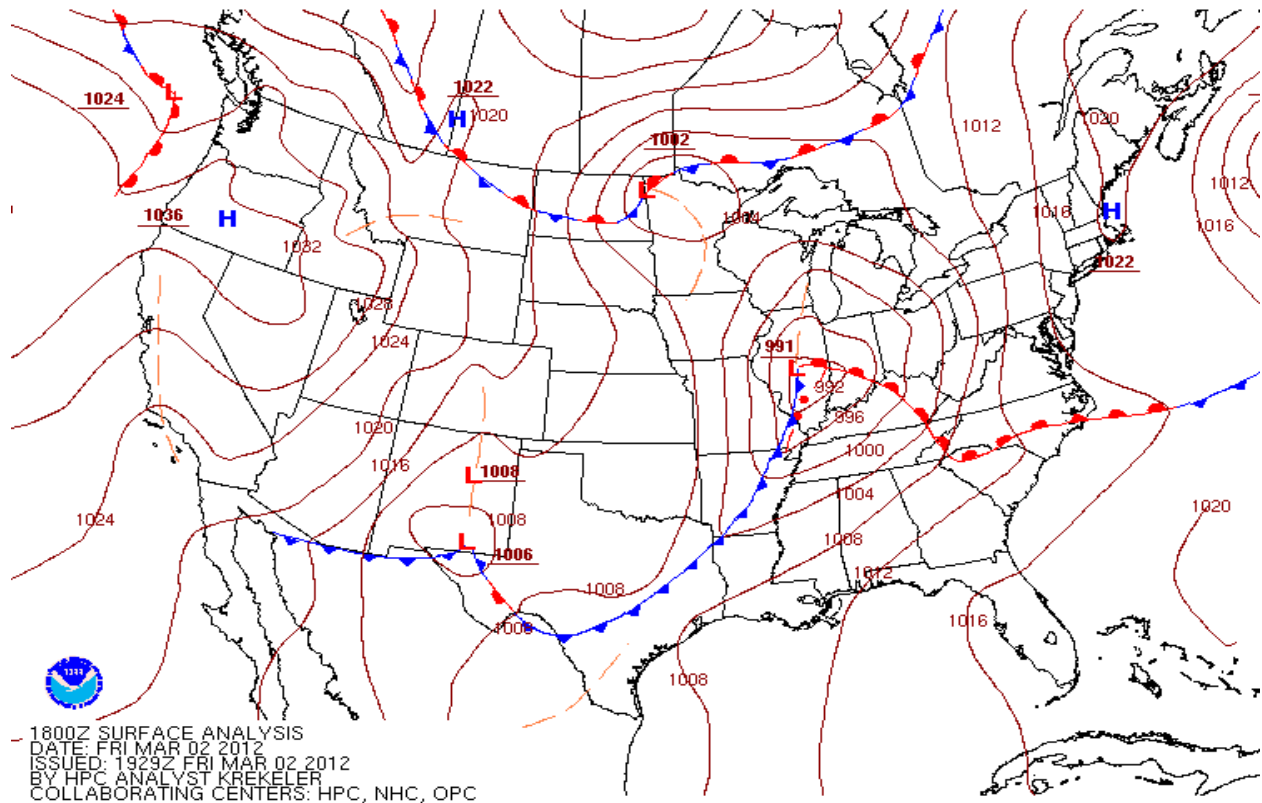 1024
1022
H
1020
L
1002
L
1004
1012
1020
1012
1016
1016
H
1022
1036
H
1032
1028
1024
1020
1016
1024
991
L
992
996
1000
1004
1008
1012
1016
1020
L
1008
1008
L
1006
1008
1008
1008
1800Z SURFACE ANALYSIS
DATE: FRI MAR 02 2012
ISSUED: 1929Z FRI MAR 02 2012
BY HPC ANALYST KREKELER
COLLABORATING CENTERS: HPC, NHC, OPC